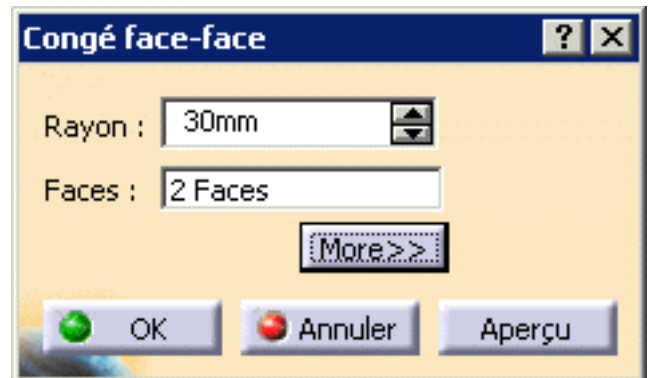 Congé face-face ? X
Rayon : 30mm
Faces : 2 Faces
More>>
OK Annuler Aperçu